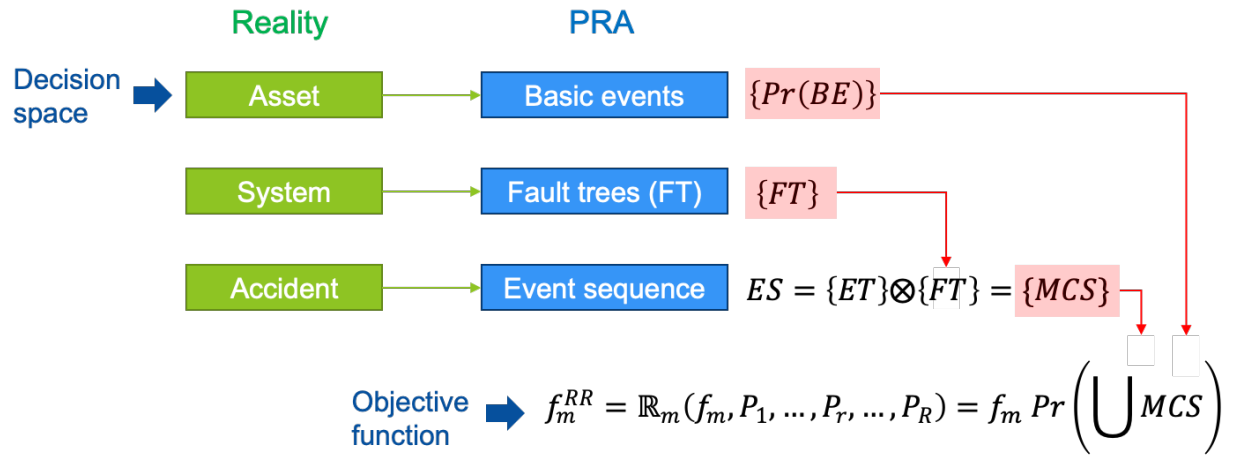 Reality PRA
Decision space
Asset Basic events {Pr(BE)}
System Fault trees (FT) {FT}
Accident Event sequence ES = {ET}⊗{FT} = {MCS}
Objective function
f_m^{RR} = ℝ_m(f_m, P_1, …, P_r, …, P_R) = f_m Pr(⋃ MCS)